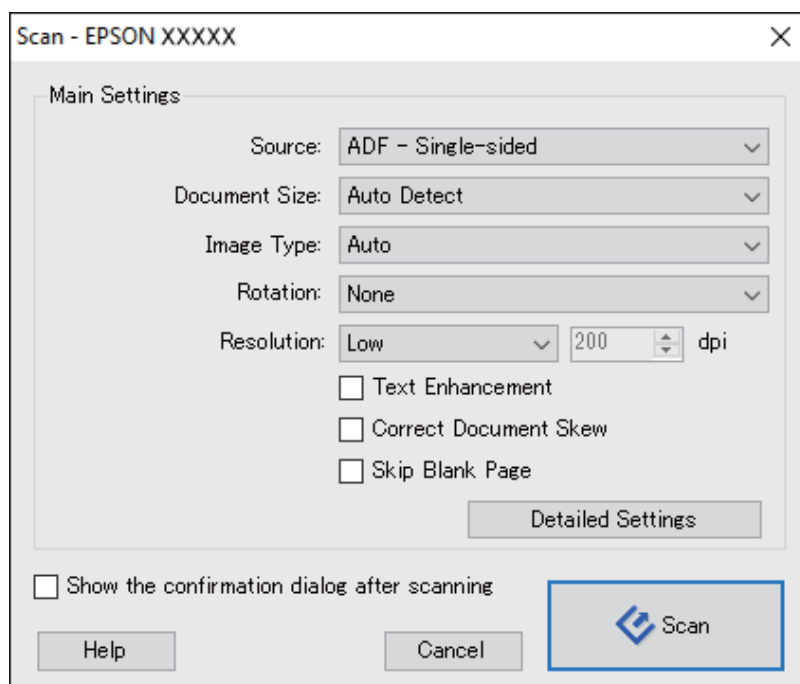 Scan - EPSON XXXXX
Main Settings
Source: ADF - Single-sided
Document Size: Auto Detect
Image Type: Auto
Rotation: None
Resolution: Low 200 dpi
Text Enhancement
Correct Document Skew
Skip Blank Page
Detailed Settings
Show the confirmation dialog after scanning
Scan
Help Cancel